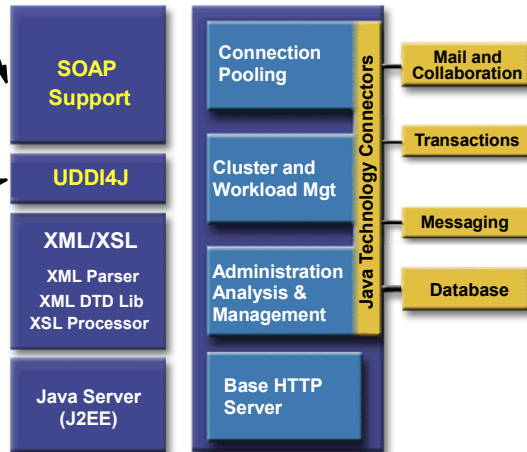 SOAP
Support
UDDI4J
XML/XSL
XML Parser
XML DTD Lib
XSL Processor
Java Server
(J2EE)
Connection
Pooling
Cluster and
Workload Mgt
Administration
Analysis &
Management
Base HTTP
Server
Java Technology Connectors
Mail and
Collaboration
Transactions
Messaging
Database